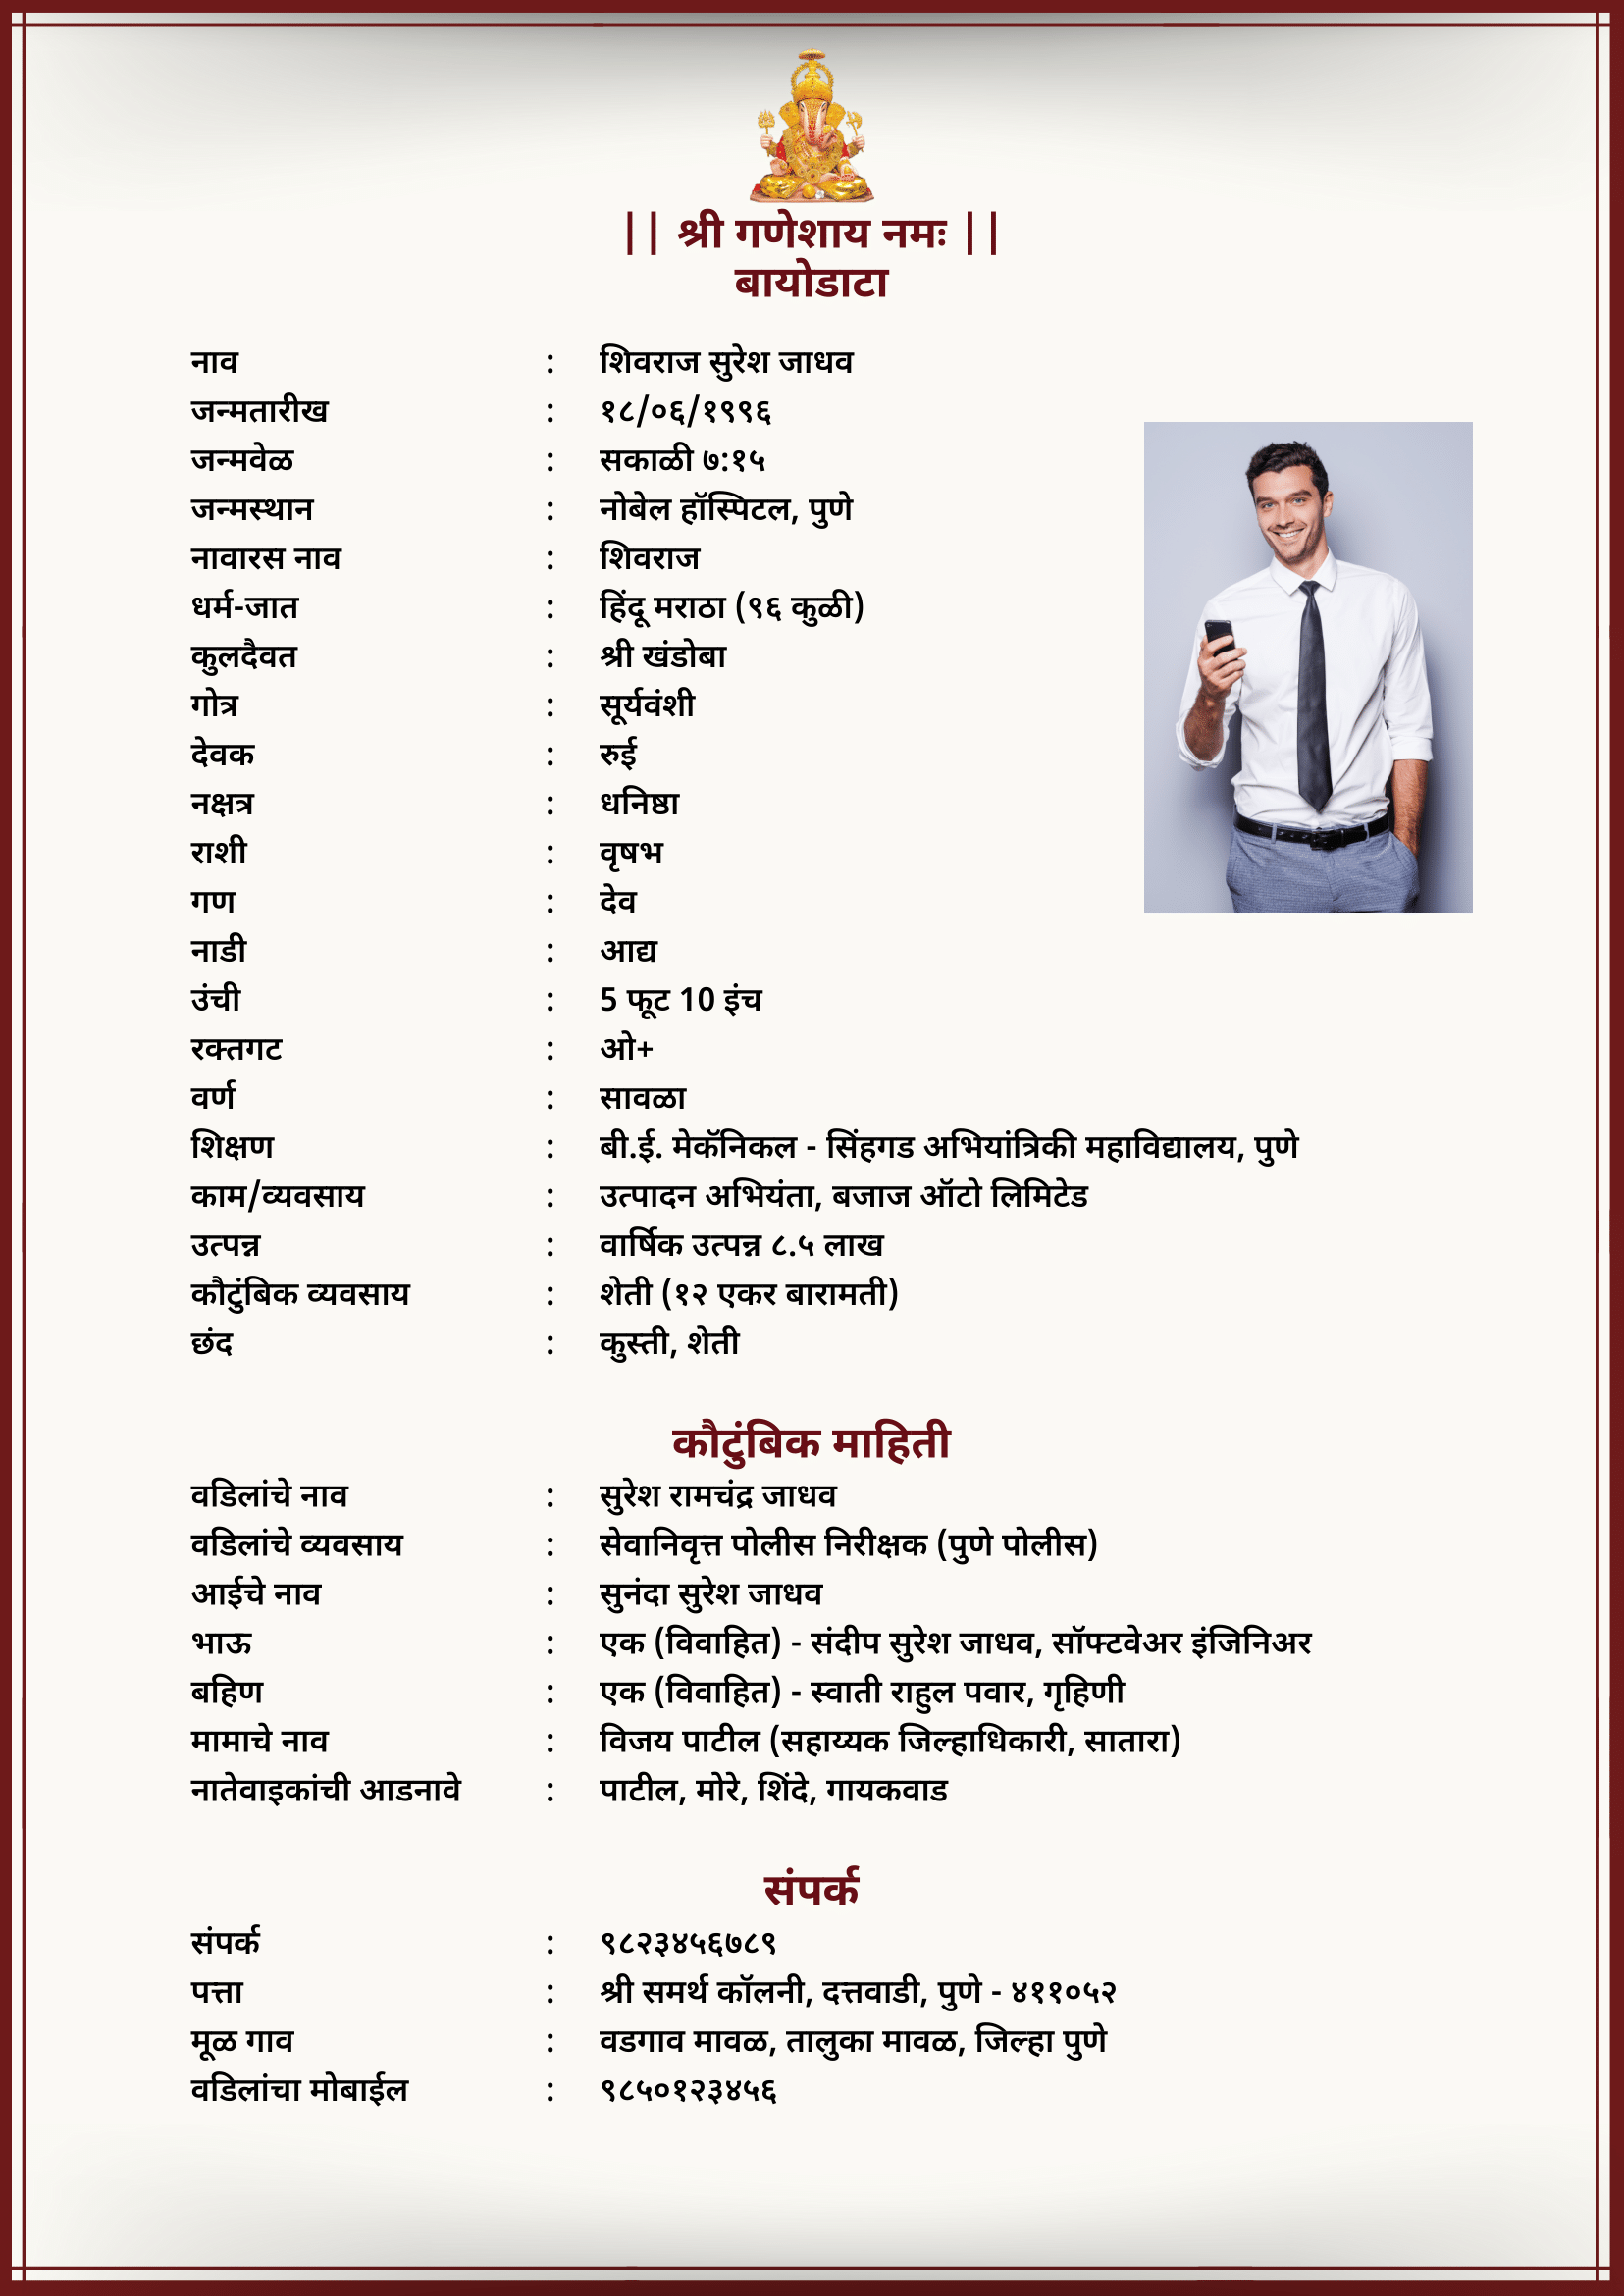 || श्री गणेशाय नमः ||
बायोडाटा
नाव : शिवराज सुरेश जाधव
जन्मतारीख : १८/०६/१९९६
जन्मवेळ : सकाळी ७:१५
जन्मस्थान : नोबेल हॉस्पिटल, पुणे
नावारस नाव : शिवराज
धर्म-जात : हिंदू मराठा (९६ कुळी)
कुलदैवत : श्री खंडोबा
गोत्र : सूर्यवंशी
देवक : रुई
नक्षत्र : धनिष्ठा
राशी : वृषभ
गण : देव
नाडी : आद्य
उंची : 5 फूट 10 इंच
रक्तगट : ओ+
वर्ण : सावळा
शिक्षण : बी.ई. मेकॅनिकल - सिंहगड अभियांत्रिकी महाविद्यालय, पुणे
काम/व्यवसाय : उत्पादन अभियंता, बजाज ऑटो लिमिटेड
उत्पन्न : वार्षिक उत्पन्न ८.५ लाख
कौटुंबिक व्यवसाय : शेती (१२ एकर बारामती)
छंद : कुस्ती, शेती
कौटुंबिक माहिती
वडिलांचे नाव : सुरेश रामचंद्र जाधव
वडिलांचे व्यवसाय : सेवानिवृत्त पोलीस निरीक्षक (पुणे पोलीस)
आईचे नाव : सुनंदा सुरेश जाधव
भाऊ : एक (विवाहित) - संदीप सुरेश जाधव, सॉफ्टवेअर इंजिनिअर
बहिण : एक (विवाहित) - स्वाती राहुल पवार, गृहिणी
मामाचे नाव : विजय पाटील (सहाय्यक जिल्हाधिकारी, सातारा)
नातेवाइकांची आडनावे : पाटील, मोरे, शिंदे, गायकवाड
संपर्क
संपर्क : ९८२३४५६७८९
पत्ता : श्री समर्थ कॉलनी, दत्तवाडी, पुणे - ४११०५२
मूळ गाव : वडगाव मावळ, तालुका मावळ, जिल्हा पुणे
वडिलांचा मोबाईल : ९८५०१२३४५६